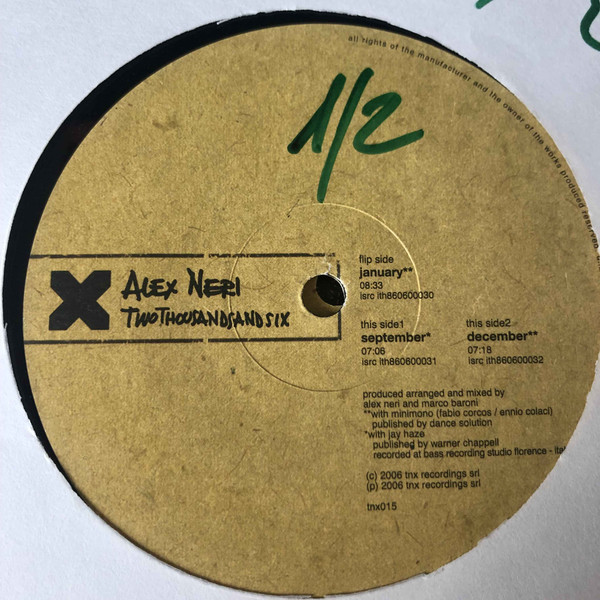 all rights of the manufacturer and the owner of the works produced reserved.
1/2
X ALEX NERI
TWOTHOUSANDSANDSIX
flip side
january**
08:33
isrc ith860600030
this side1
september*
07:06
isrc ith860600031
this side2
december**
07:18
isrc ith860600032
produced arranged and mixed by
alex neri and marco baroni
**with minimono (fabio corcos / ennio colaci)
published by dance solution
*with jay haze
published by warner chappell
recorded at bass recording studio florence - ital
(c) 2006 tnx recordings srl
(p) 2006 tnx recordings srl
tnx015